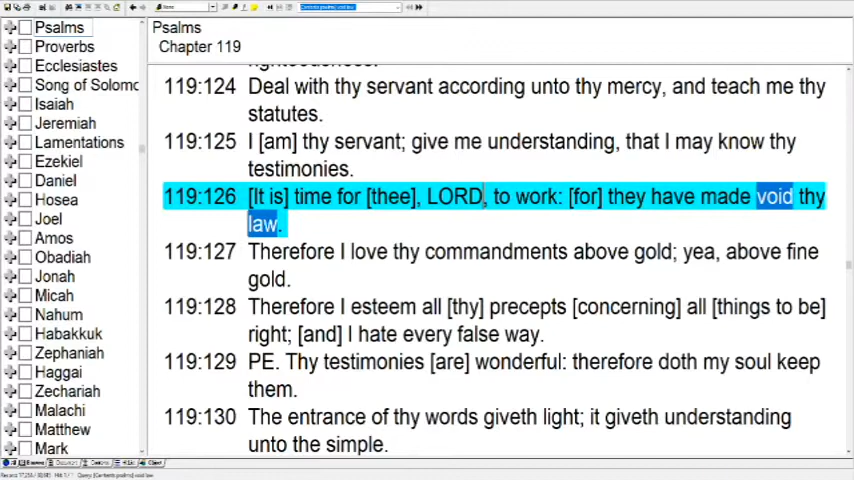 Psalms
Proverbs
Ecclesiastes
Song of Solomo
Isaiah
Jeremiah
Lamentations
Ezekiel
Daniel
Hosea
Joel
Amos
Obadiah
Jonah
Micah
Nahum
Habakkuk
Zephaniah
Haggai
Zechariah
Malachi
Matthew
Mark
Psalms
Chapter 119
119:124 Deal with thy servant according unto thy mercy, and teach me thy
statutes.
119:125 I [am] thy servant; give me understanding, that I may know thy
testimonies.
119:126 [It is] time for [thee], LORD, to work: [for] they have made void thy
law.
119:127 Therefore I love thy commandments above gold; yea, above fine
gold.
119:128 Therefore I esteem all [thy] precepts [concerning] all [things to be]
right; [and] I hate every false way.
119:129 PE. Thy testimonies [are] wonderful: therefore doth my soul keep
them.
119:130 The entrance of thy words giveth light; it giveth understanding
unto the simple.